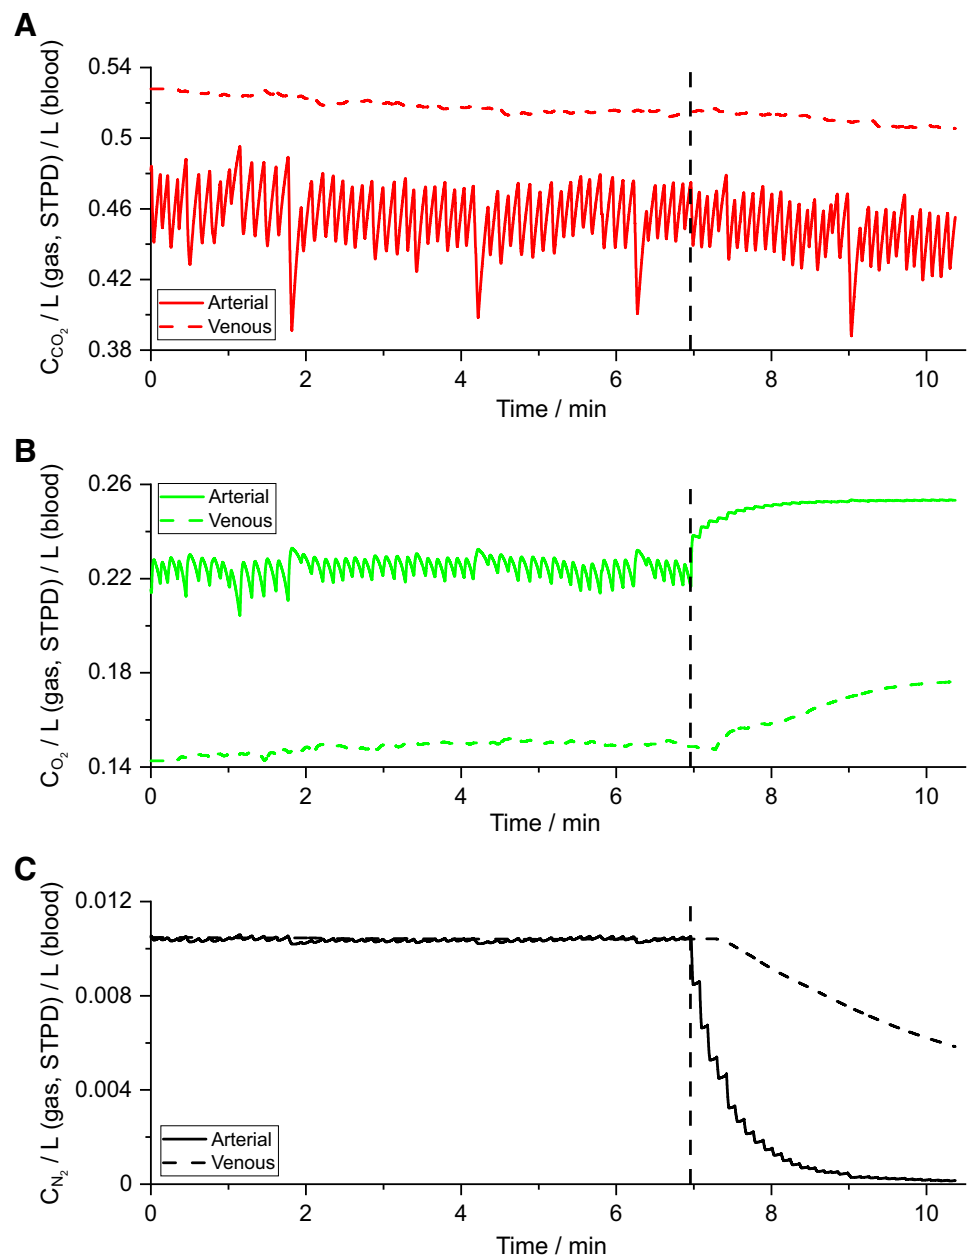 A
C_CO2 / L (gas, STPD) / L (blood)
0.54
0.5
0.46
0.42
0.38
Arterial
Venous
0 2 4 6 8 10
Time / min
B
C_O2 / L (gas, STPD) / L (blood)
0.26
0.22
0.18
0.14
Arterial
Venous
0 2 4 6 8 10
Time / min
C
C_N2 / L (gas, STPD) / L (blood)
0.012
0.008
0.004
0
Arterial
Venous
0 2 4 6 8 10
Time / min